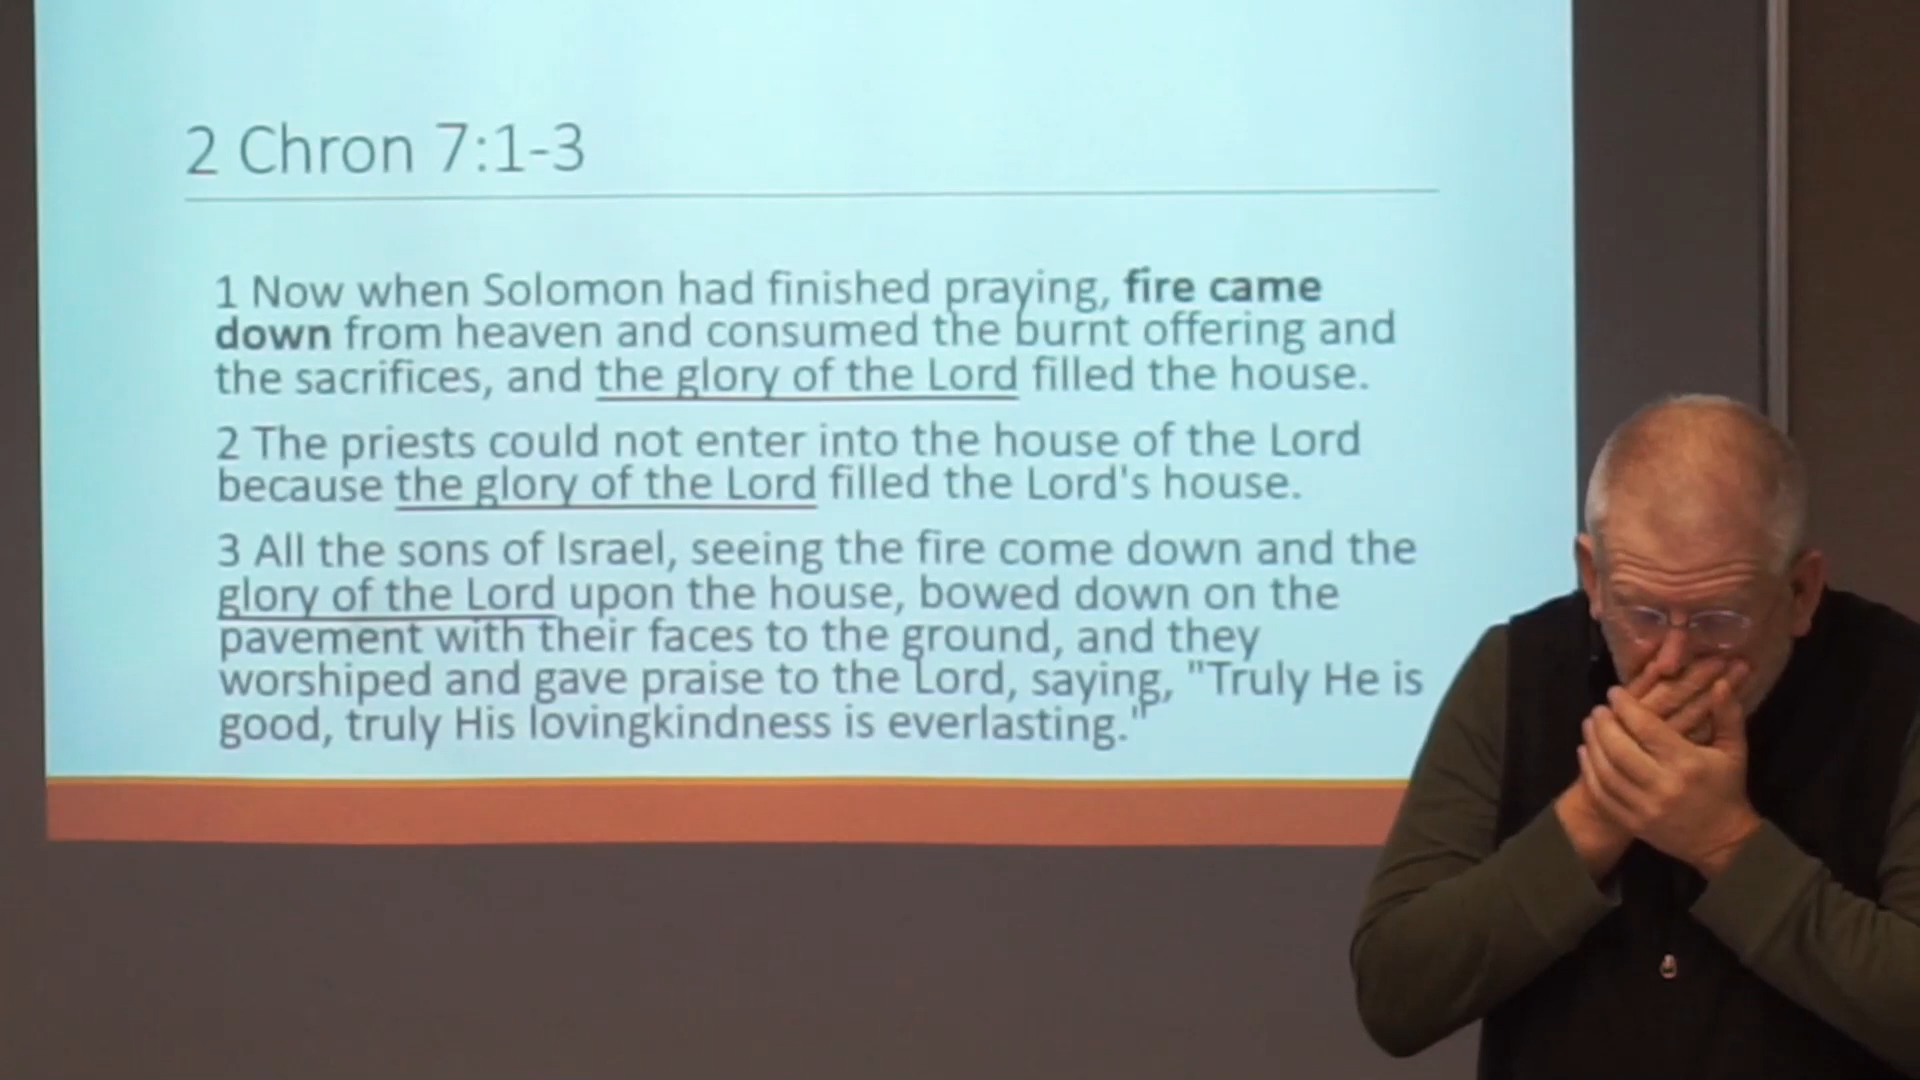 2 Chron 7:1-3
1 Now when Solomon had finished praying, fire came
down from heaven and consumed the burnt offering and
the sacrifices, and the glory of the Lord filled the house.
2 The priests could not enter into the house of the Lord
because the glory of the Lord filled the Lord's house.
3 All the sons of Israel, seeing the fire come down and the
glory of the Lord upon the house, bowed down on the
pavement with their faces to the ground, and they
worshiped and gave praise to the Lord, saying, "Truly He is
good, truly His lovingkindness is everlasting."